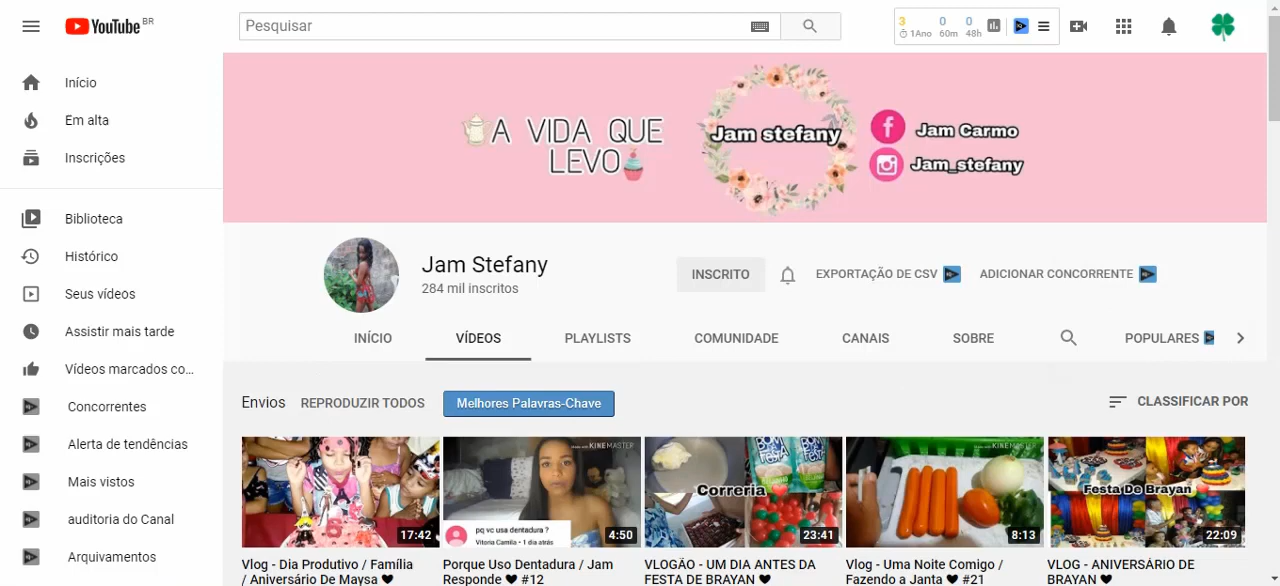 YouTube BR
Pesquisar
3 0 0
1Ano 60m 48h
Início
Em alta
Inscrições
Biblioteca
Histórico
Seus vídeos
Assistir mais tarde
Vídeos marcados co...
Concorrentes
Alerta de tendências
Mais vistos
auditoria do Canal
Arquivamentos
A VIDA QUE
LEVO
Jam stefany
Jam Carmo
Jam_stefany
Jam Stefany
284 mil inscritos
INSCRITO
EXPORTAÇÃO DE CSV
ADICIONAR CONCORRENTE
INÍCIO VÍDEOS PLAYLISTS COMUNIDADE CANAIS SOBRE POPULARES
Envios REPRODUZIR TODOS Melhores Palavras-Chave CLASSIFICAR POR
17:42
Vlog - Dia Produtivo / Família
/ Aniversário De Maysa ♥
KINEMASTER
pq vc usa dentadura ?
Vitoria Camila • 1 dia atrás
4:50
Porque Uso Dentadura / Jam
Responde ♥ #12
Correria
23:41
VLOGÃO - UM DIA ANTES DA
FESTA DE BRAYAN ♥
KINEMASTER
8:13
Vlog - Uma Noite Comigo /
Fazendo a Janta ♥ #21
Festa De Brayan
22:09
VLOG - ANIVERSÁRIO DE
BRAYAN ♥